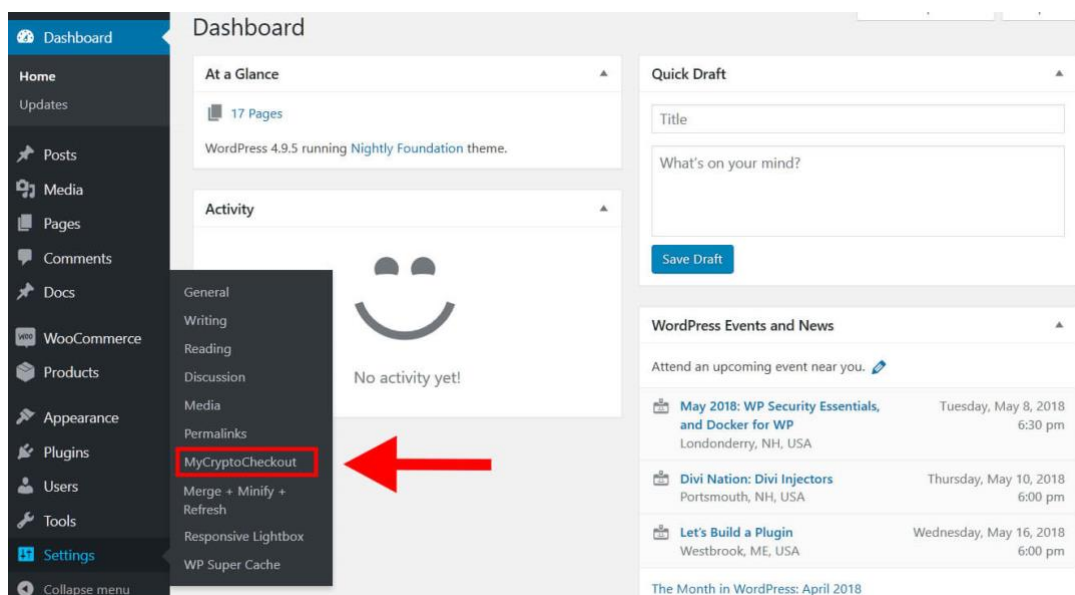 Dashboard
Home
Updates
Posts
Media
Pages
Comments
Docs
WOO WooCommerce
Products
Appearance
Plugins
Users
Tools
Settings
Collapse menu
General
Writing
Reading
Discussion
Media
Permalinks
MyCryptoCheckout
Merge + Minify +
Refresh
Responsive Lightbox
WP Super Cache
Dashboard
At a Glance
17 Pages
WordPress 4.9.5 running Nightly Foundation theme.
Activity
No activity yet!
Quick Draft
Title
What's on your mind?
Save Draft
WordPress Events and News
Attend an upcoming event near you.
May 2018: WP Security Essentials, Tuesday, May 8, 2018
and Docker for WP 6:30 pm
Londonderry, NH, USA
Divi Nation: Divi Injectors Thursday, May 10, 2018
Portsmouth, NH, USA 6:00 pm
Let's Build a Plugin Wednesday, May 16, 2018
Westbrook, ME, USA 6:00 pm
The Month in WordPress: April 2018